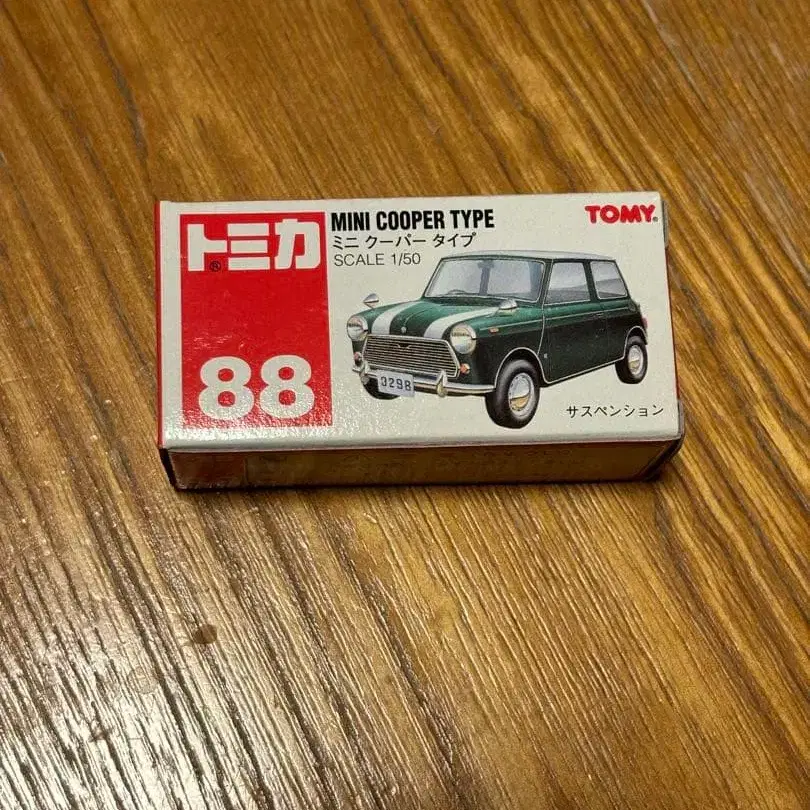 トミカ®
88
MINI COOPER TYPE
ミニ クーパー タイプ
SCALE 1/50
TOMY®
3298
サスペンション